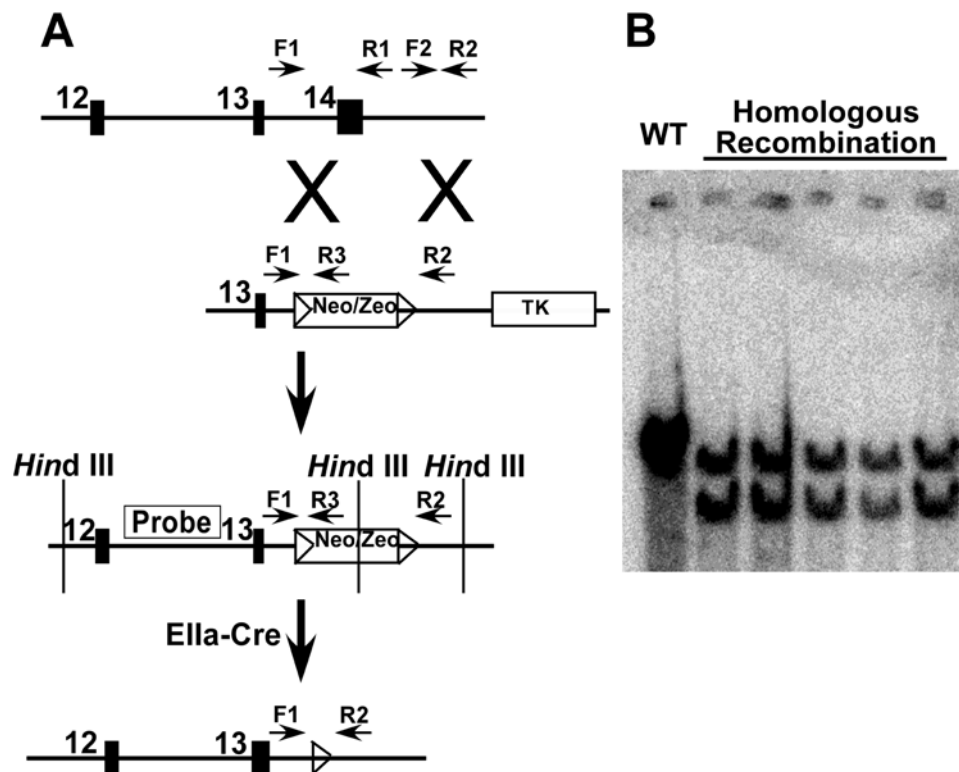 A
F1 R1 F2 R2
12 13 14
X X
F1 R3 R2
13 Neo/Zeo TK
Hind III Hind III Hind III
F1 R3 R2
12 Probe 13 Neo/Zeo
EIIa-Cre
F1 R2
12 13
B
Homologous
WT Recombination